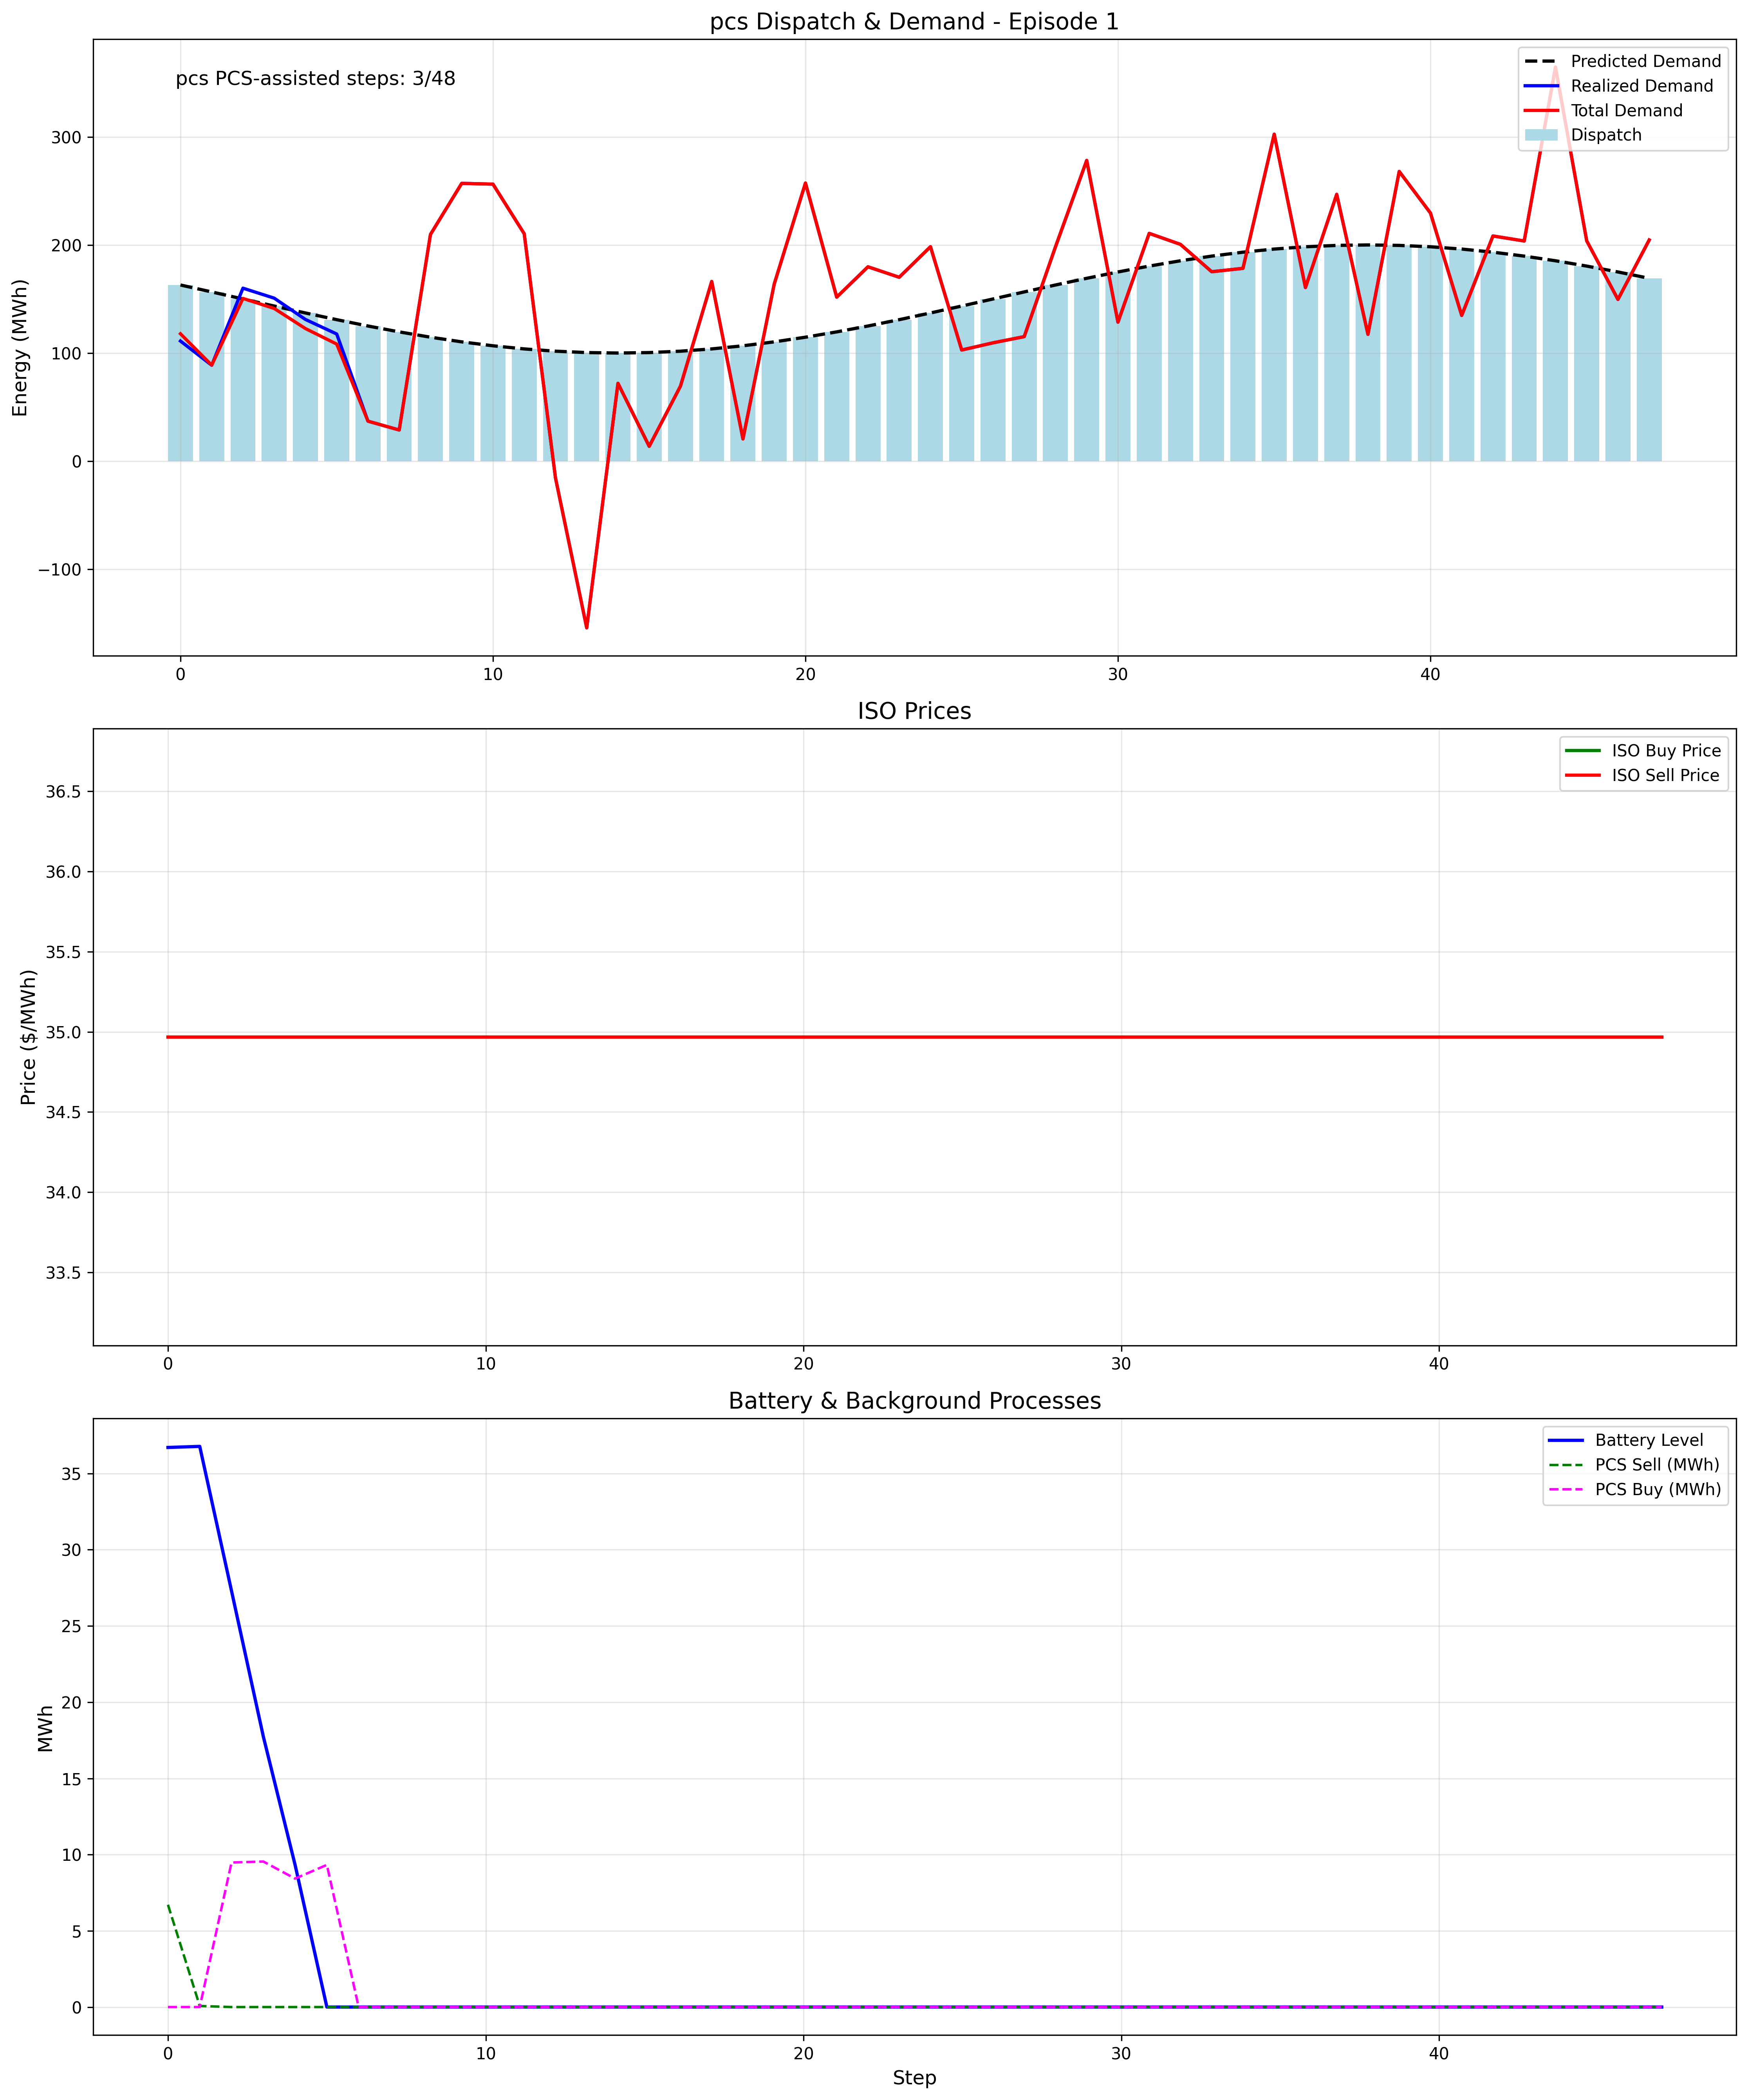 pcs Dispatch & Demand - Episode 1
pcs PCS-assisted steps: 3/48
Predicted Demand
Realized Demand
Total Demand
Dispatch
Energy (MWh)
300
200
100
0
−100
0 10 20 30 40
ISO Prices
ISO Buy Price
ISO Sell Price
Price ($/MWh)
36.5
36.0
35.5
35.0
34.5
34.0
33.5
0 10 20 30 40
Battery & Background Processes
Battery Level
PCS Sell (MWh)
PCS Buy (MWh)
MWh
35
30
25
20
15
10
5
0
0 10 20 30 40
Step